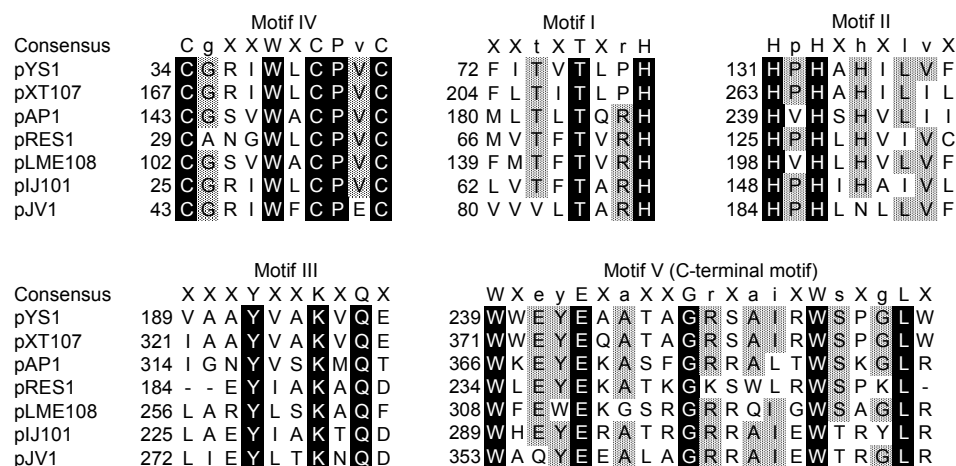 Motif IV Motif I Motif II
Consensus C g X X W X C P v C X X t X T X r H H p H X h X l v X
pYS1 34 C G R I W L C P V C 72 F I T V T L P H 131 H P H A H I L V F
pXT107 167 C G R I W L C P V C 204 F L T I T L P H 263 H P H A H I L I L
pAP1 143 C G S V W A C P V C 180 M L T L T Q R H 239 H V H S H V L I I
pRES1 29 C A N G W L C P V C 66 M V T F T V R H 125 H P H L H V I V C
pLME108 102 C G S V W A C P V C 139 F M T F T V R H 198 H V H L H V L V F
pIJ101 25 C G R I W L C P V C 62 L V T F T A R H 148 H P H I H A I V L
pJV1 43 C G R I W F C P E C 80 V V V L T A R H 184 H P H L N L L V F
Motif III Motif V (C-terminal motif)
Consensus X X X Y X X K X Q X W X e y E X a X X G r X a i X W s X g L X
pYS1 189 V A A Y V A K V Q E 239 W W E Y E A A T A G R S A I R W S P G L W
pXT107 321 I A A Y V A K V Q E 371 W W E Y E Q A T A G R S A I R W S P G L W
pAP1 314 I G N Y V S K M Q T 366 W K E Y E K A S F G R R A L T W S K G L R
pRES1 184 - - E Y I A K A Q D 234 W L E Y E K A T K G K S W L R W S P K L -
pLME108 256 L A R Y L S K A Q F 308 W F E W E K G S R G R R Q I G W S A G L R
pIJ101 225 L A E Y I A K T Q D 289 W H E Y E R A T R G R R A I E W T R Y L R
pJV1 272 L I E Y L T K N Q D 353 W A Q Y E E A L A G R R A I E W T R G L R